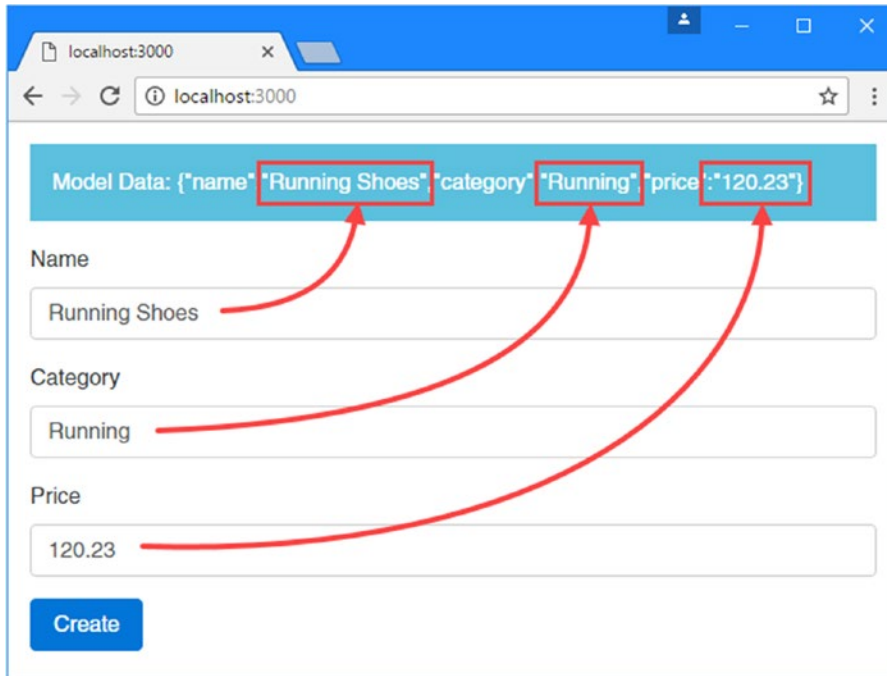 localhost:3000
localhost:3000
Model Data: {"name":"Running Shoes","category":"Running","price":"120.23"}
Name
Running Shoes
Category
Running
Price
120.23
Create